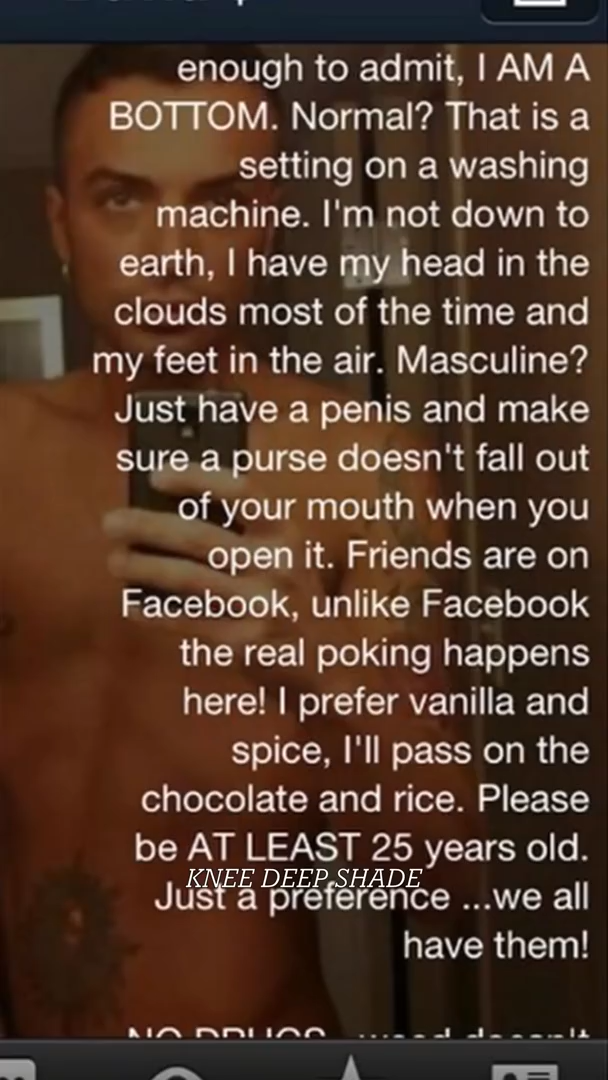 enough to admit, I AM A
BOTTOM. Normal? That is a
setting on a washing
machine. I'm not down to
earth, I have my head in the
clouds most of the time and
my feet in the air. Masculine?
Just have a penis and make
sure a purse doesn't fall out
of your mouth when you
open it. Friends are on
Facebook, unlike Facebook
the real poking happens
here! I prefer vanilla and
spice, I'll pass on the
chocolate and rice. Please
be AT LEAST 25 years old.
KNEE DEEP SHADE
Just a preference ...we all
have them!
NO DRUGS weed doesn't